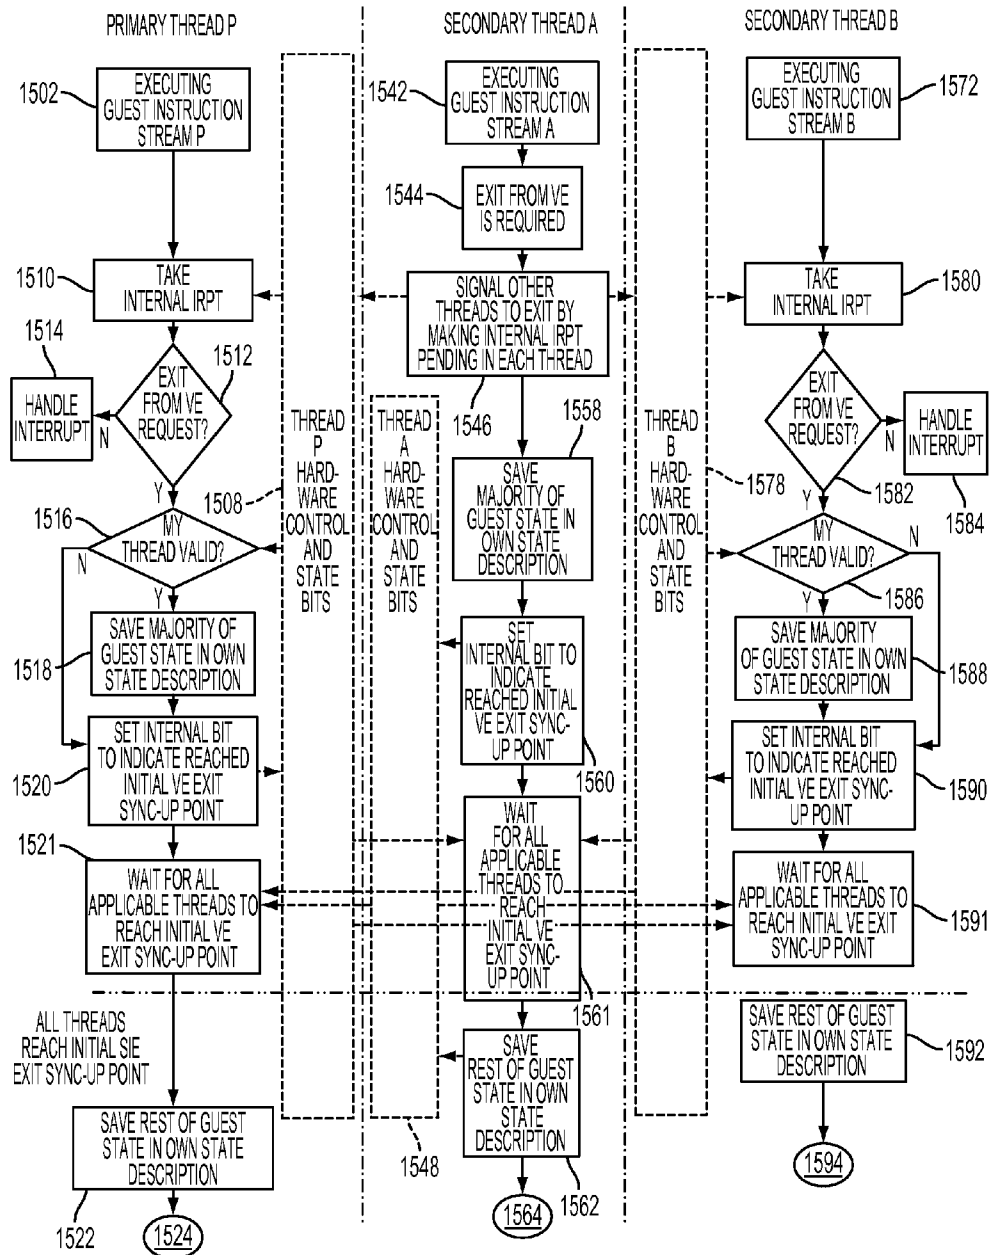 PRIMARY THREAD P
1502
EXECUTING
GUEST INSTRUCTION
STREAM P
1510
TAKE
INTERNAL IRPT
1514
HANDLE
INTERRUPT
1512
EXIT
FROM VE
REQUEST?
N
Y
1516
MY
THREAD VALID?
N
Y
1508
1518
SAVE MAJORITY OF
GUEST STATE IN OWN
STATE DESCRIPTION
1520
SET INTERNAL BIT
TO INDICATE REACHED
INITIAL VE EXIT
SYNC-UP POINT
1521
WAIT FOR ALL
APPLICABLE THREADS TO
REACH INITIAL VE
EXIT SYNC-UP POINT
ALL THREADS
REACH INITIAL SIE
EXIT SYNC-UP POINT
SAVE REST OF GUEST
STATE IN OWN STATE
DESCRIPTION
1522
1524
THREAD
P
HARD-
WARE
CONTROL
AND
STATE
BITS
SECONDARY THREAD A
1542
EXECUTING
GUEST INSTRUCTION
STREAM A
1544
EXIT FROM VE
IS REQUIRED
SIGNAL OTHER
THREADS TO EXIT BY
MAKING INTERNAL IRPT
PENDING IN EACH THREAD
1546
THREAD
A
HARD-
WARE
CONTROL
AND
STATE
BITS
1558
SAVE
MAJORITY OF
GUEST STATE IN
OWN STATE
DESCRIPTION
SET
INTERNAL BIT TO
INDICATE
REACHED INITIAL
VE EXIT SYNC-
UP POINT
1560
WAIT
FOR ALL
APPLICABLE
THREADS TO
REACH
INITIAL VE
EXIT SYNC-
UP POINT
1561
SAVE
REST OF GUEST
STATE IN OWN
STATE
DESCRIPTION
1548
1562
1564
SECONDARY THREAD B
EXECUTING
GUEST INSTRUCTION
STREAM B
1572
TAKE
INTERNAL IRPT
1580
EXIT
FROM VE
REQUEST?
N
HANDLE
INTERRUPT
1584
1582
Y
THREAD
B
HARD-
WARE
CONTROL
AND
STATE
BITS
1578
MY
THREAD VALID?
N
Y
1586
SAVE MAJORITY
OF GUEST STATE IN OWN
STATE DESCRIPTION
1588
SET INTERNAL BIT
TO INDICATE REACHED
INITIAL VE EXIT SYNC-
UP POINT
1590
WAIT FOR ALL
APPLICABLE THREADS TO
REACH INITIAL VE EXIT
SYNC-UP POINT
1591
SAVE REST OF GUEST
STATE IN OWN STATE
DESCRIPTION
1592
1594